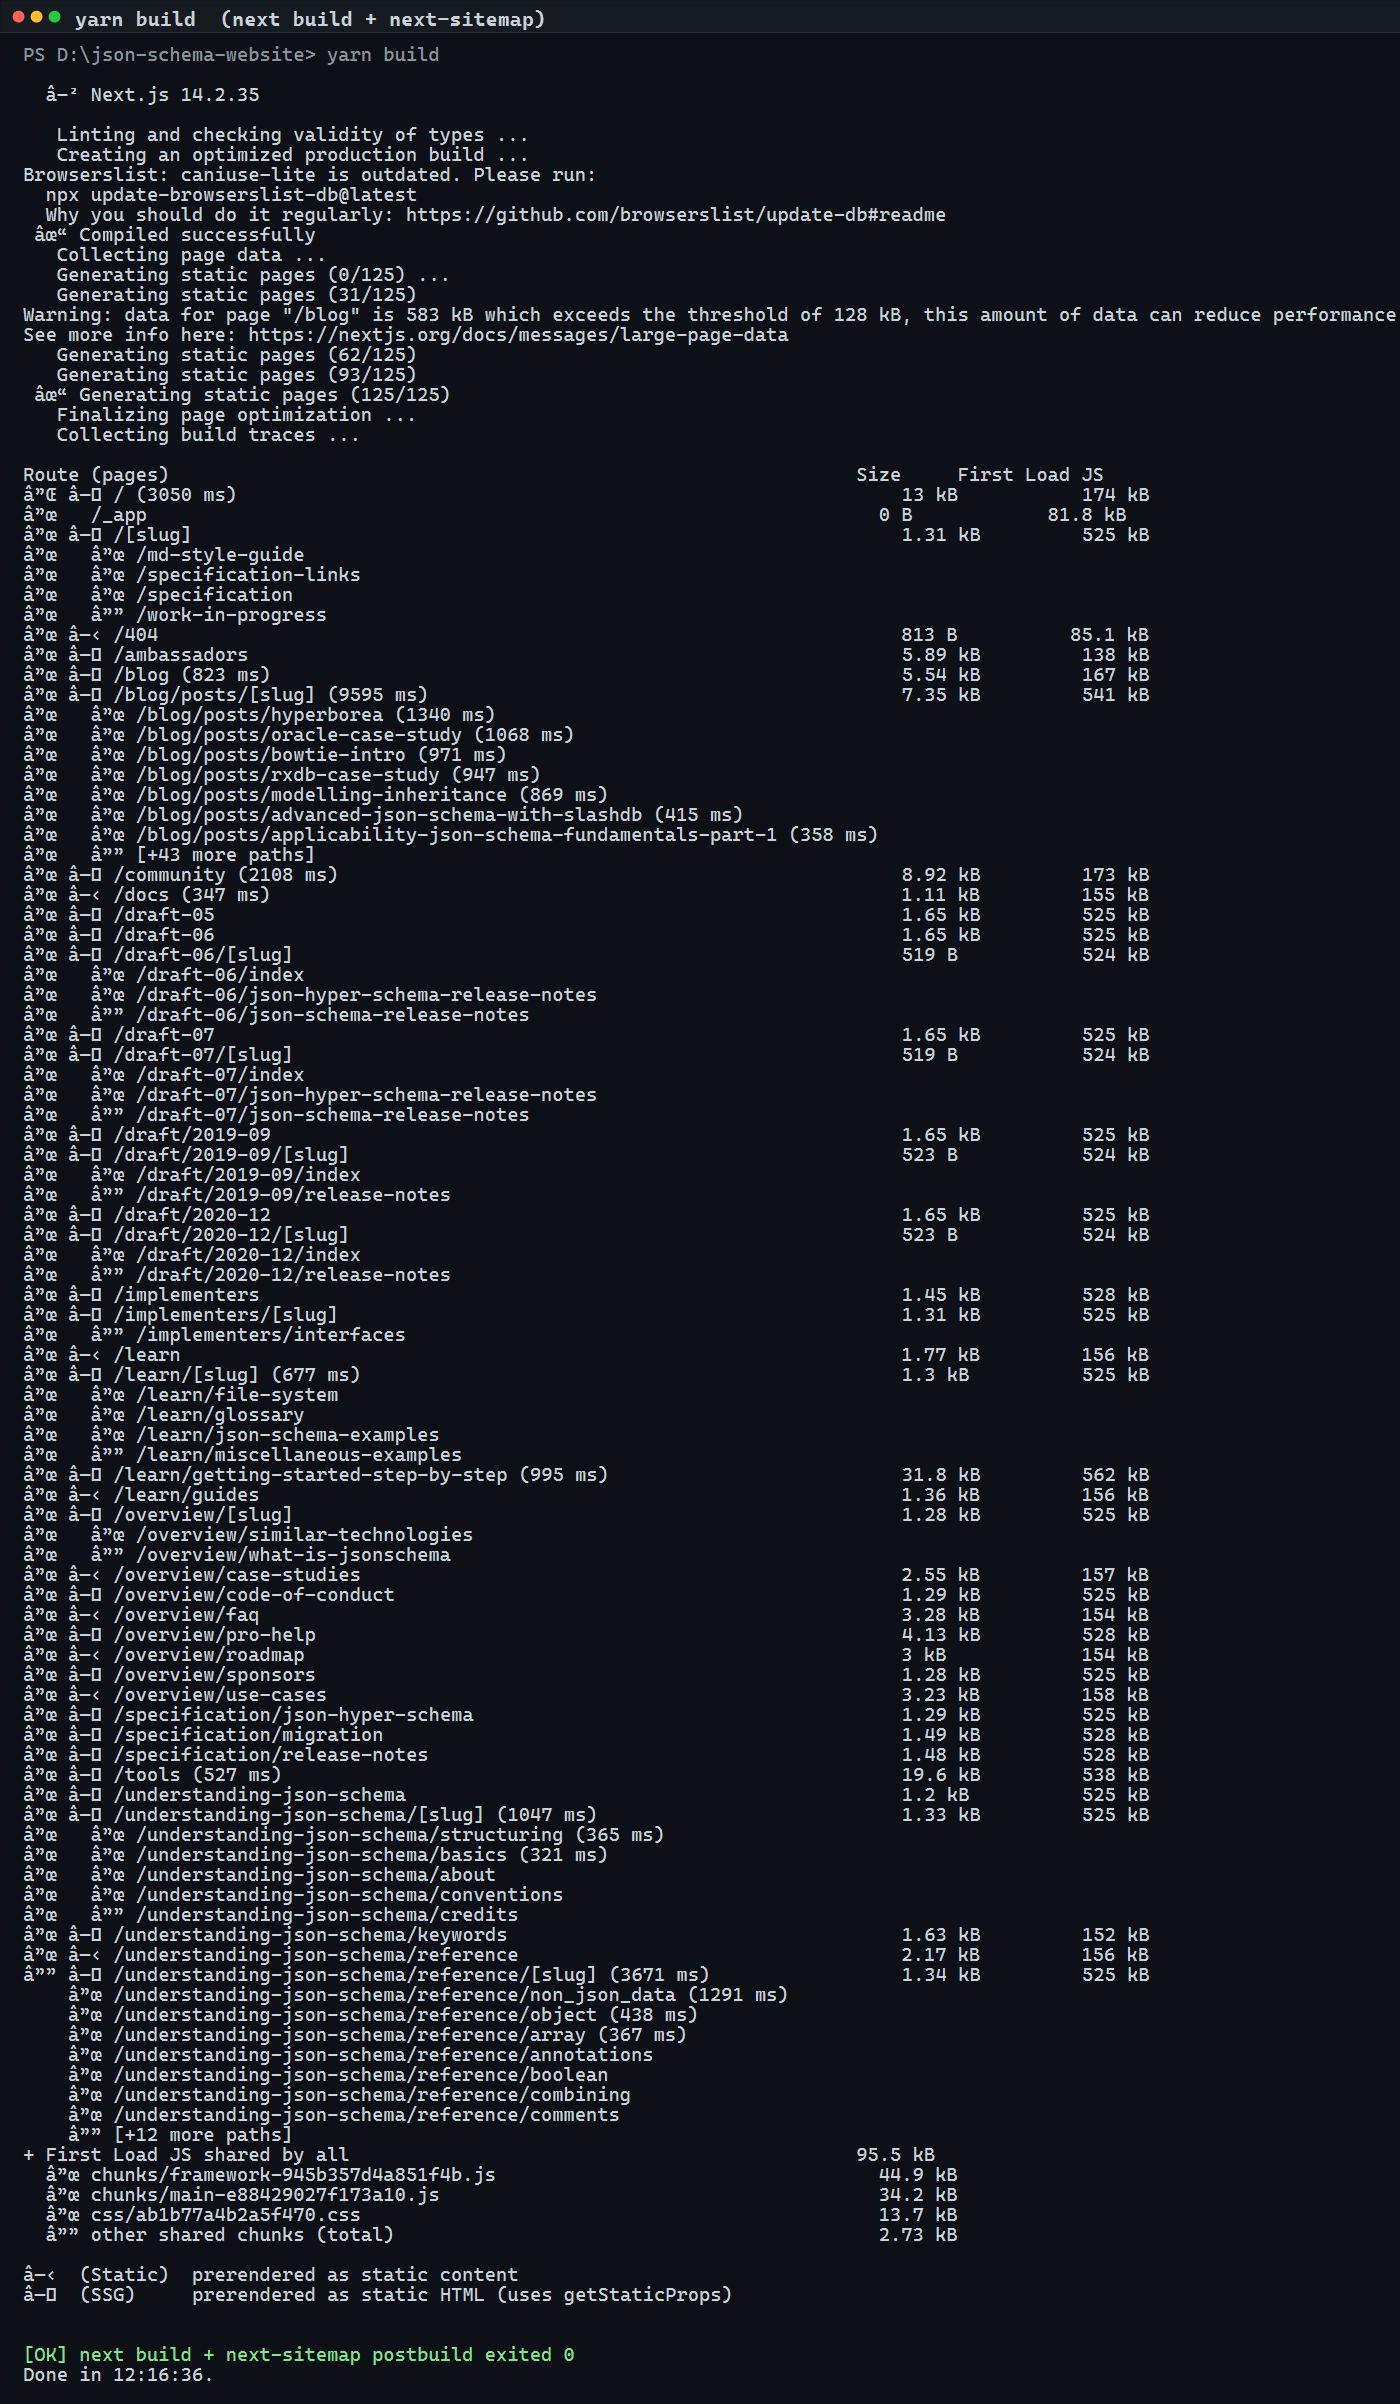 yarn build  (next build + next-sitemap)
PS D:\json-schema-website> yarn build
  â–² Next.js 14.2.35
   Linting and checking validity of types ...
   Creating an optimized production build ...
Browserslist: caniuse-lite is outdated. Please run:
  npx update-browserslist-db@latest
  Why you should do it regularly: https://github.com/browserslist/update-db#readme
 âœ“ Compiled successfully
   Collecting page data ...
   Generating static pages (0/125) ...
   Generating static pages (31/125)
Warning: data for page "/blog" is 583 kB which exceeds the threshold of 128 kB, this amount of data can reduce performance
See more info here: https://nextjs.org/docs/messages/large-page-data
   Generating static pages (62/125)
   Generating static pages (93/125)
 âœ“ Generating static pages (125/125)
   Finalizing page optimization ...
   Collecting build traces ...
Route (pages)  Size  First Load JS
â”Œ â–□ / (3050 ms)  13 kB  174 kB
â”œ   /_app  0 B  81.8 kB
â”œ â–□ /[slug]  1.31 kB  525 kB
â”œ   â”œ /md-style-guide
â”œ   â”œ /specification-links
â”œ   â”œ /specification
â”œ   â”” /work-in-progress
â”œ â–‹ /404  813 B  85.1 kB
â”œ â–□ /ambassadors  5.89 kB  138 kB
â”œ â–□ /blog (823 ms)  5.54 kB  167 kB
â”œ â–□ /blog/posts/[slug] (9595 ms)  7.35 kB  541 kB
â”œ   â”œ /blog/posts/hyperborea (1340 ms)
â”œ   â”œ /blog/posts/oracle-case-study (1068 ms)
â”œ   â”œ /blog/posts/bowtie-intro (971 ms)
â”œ   â”œ /blog/posts/rxdb-case-study (947 ms)
â”œ   â”œ /blog/posts/modelling-inheritance (869 ms)
â”œ   â”œ /blog/posts/advanced-json-schema-with-slashdb (415 ms)
â”œ   â”œ /blog/posts/applicability-json-schema-fundamentals-part-1 (358 ms)
â”œ   â”” [+43 more paths]
â”œ â–□ /community (2108 ms)  8.92 kB  173 kB
â”œ â–‹ /docs (347 ms)  1.11 kB  155 kB
â”œ â–□ /draft-05  1.65 kB  525 kB
â”œ â–□ /draft-06  1.65 kB  525 kB
â”œ â–□ /draft-06/[slug]  519 B  524 kB
â”œ   â”œ /draft-06/index
â”œ   â”œ /draft-06/json-hyper-schema-release-notes
â”œ   â”” /draft-06/json-schema-release-notes
â”œ â–□ /draft-07  1.65 kB  525 kB
â”œ â–□ /draft-07/[slug]  519 B  524 kB
â”œ   â”œ /draft-07/index
â”œ   â”œ /draft-07/json-hyper-schema-release-notes
â”œ   â”” /draft-07/json-schema-release-notes
â”œ â–□ /draft/2019-09  1.65 kB  525 kB
â”œ â–□ /draft/2019-09/[slug]  523 B  524 kB
â”œ   â”œ /draft/2019-09/index
â”œ   â”” /draft/2019-09/release-notes
â”œ â–□ /draft/2020-12  1.65 kB  525 kB
â”œ â–□ /draft/2020-12/[slug]  523 B  524 kB
â”œ   â”œ /draft/2020-12/index
â”œ   â”” /draft/2020-12/release-notes
â”œ â–□ /implementers  1.45 kB  528 kB
â”œ â–□ /implementers/[slug]  1.31 kB  525 kB
â”œ   â”” /implementers/interfaces
â”œ â–‹ /learn  1.77 kB  156 kB
â”œ â–□ /learn/[slug] (677 ms)  1.3 kB  525 kB
â”œ   â”œ /learn/file-system
â”œ   â”œ /learn/glossary
â”œ   â”œ /learn/json-schema-examples
â”œ   â”” /learn/miscellaneous-examples
â”œ â–□ /learn/getting-started-step-by-step (995 ms)  31.8 kB  562 kB
â”œ â–‹ /learn/guides  1.36 kB  156 kB
â”œ â–□ /overview/[slug]  1.28 kB  525 kB
â”œ   â”œ /overview/similar-technologies
â”œ   â”” /overview/what-is-jsonschema
â”œ â–‹ /overview/case-studies  2.55 kB  157 kB
â”œ â–□ /overview/code-of-conduct  1.29 kB  525 kB
â”œ â–‹ /overview/faq  3.28 kB  154 kB
â”œ â–□ /overview/pro-help  4.13 kB  528 kB
â”œ â–‹ /overview/roadmap  3 kB  154 kB
â”œ â–□ /overview/sponsors  1.28 kB  525 kB
â”œ â–‹ /overview/use-cases  3.23 kB  158 kB
â”œ â–□ /specification/json-hyper-schema  1.29 kB  525 kB
â”œ â–□ /specification/migration  1.49 kB  528 kB
â”œ â–□ /specification/release-notes  1.48 kB  528 kB
â”œ â–□ /tools (527 ms)  19.6 kB  538 kB
â”œ â–□ /understanding-json-schema  1.2 kB  525 kB
â”œ â–□ /understanding-json-schema/[slug] (1047 ms)  1.33 kB  525 kB
â”œ   â”œ /understanding-json-schema/structuring (365 ms)
â”œ   â”œ /understanding-json-schema/basics (321 ms)
â”œ   â”œ /understanding-json-schema/about
â”œ   â”œ /understanding-json-schema/conventions
â”œ   â”” /understanding-json-schema/credits
â”œ â–□ /understanding-json-schema/keywords  1.63 kB  152 kB
â”œ â–‹ /understanding-json-schema/reference  2.17 kB  156 kB
â”” â–□ /understanding-json-schema/reference/[slug] (3671 ms)  1.34 kB  525 kB
    â”œ /understanding-json-schema/reference/non_json_data (1291 ms)
    â”œ /understanding-json-schema/reference/object (438 ms)
    â”œ /understanding-json-schema/reference/array (367 ms)
    â”œ /understanding-json-schema/reference/annotations
    â”œ /understanding-json-schema/reference/boolean
    â”œ /understanding-json-schema/reference/combining
    â”œ /understanding-json-schema/reference/comments
    â”” [+12 more paths]
+ First Load JS shared by all  95.5 kB
  â”œ chunks/framework-945b357d4a851f4b.js  44.9 kB
  â”œ chunks/main-e88429027f173a10.js  34.2 kB
  â”œ css/ab1b77a4b2a5f470.css  13.7 kB
  â”” other shared chunks (total)  2.73 kB
â–‹  (Static)  prerendered as static content
â–□  (SSG)     prerendered as static HTML (uses getStaticProps)
[OK] next build + next-sitemap postbuild exited 0
Done in 12:16:36.